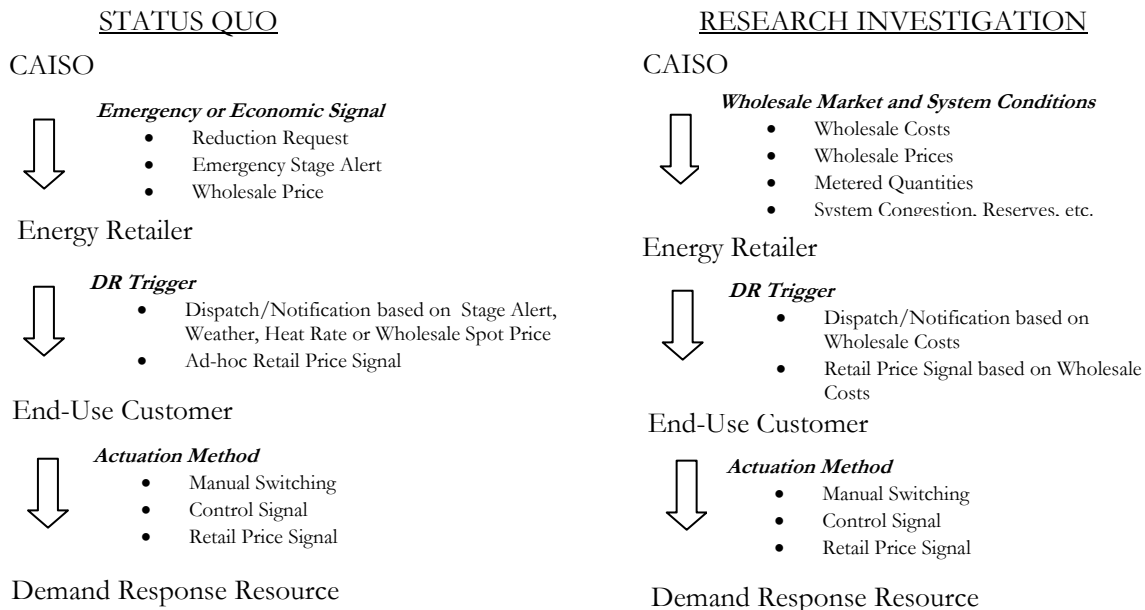 STATUS QUO
CAISO
Emergency or Economic Signal
• Reduction Request
• Emergency Stage Alert
• Wholesale Price
Energy Retailer
DR Trigger
• Dispatch/Notification based on Stage Alert,
Weather, Heat Rate or Wholesale Spot Price
• Ad-hoc Retail Price Signal
End-Use Customer
Actuation Method
• Manual Switching
• Control Signal
• Retail Price Signal
Demand Response Resource
RESEARCH INVESTIGATION
CAISO
Wholesale Market and System Conditions
• Wholesale Costs
• Wholesale Prices
• Metered Quantities
• System Congestion, Reserves, etc.
Energy Retailer
DR Trigger
• Dispatch/Notification based on
Wholesale Costs
• Retail Price Signal based on Wholesale
Costs
End-Use Customer
Actuation Method
• Manual Switching
• Control Signal
• Retail Price Signal
Demand Response Resource